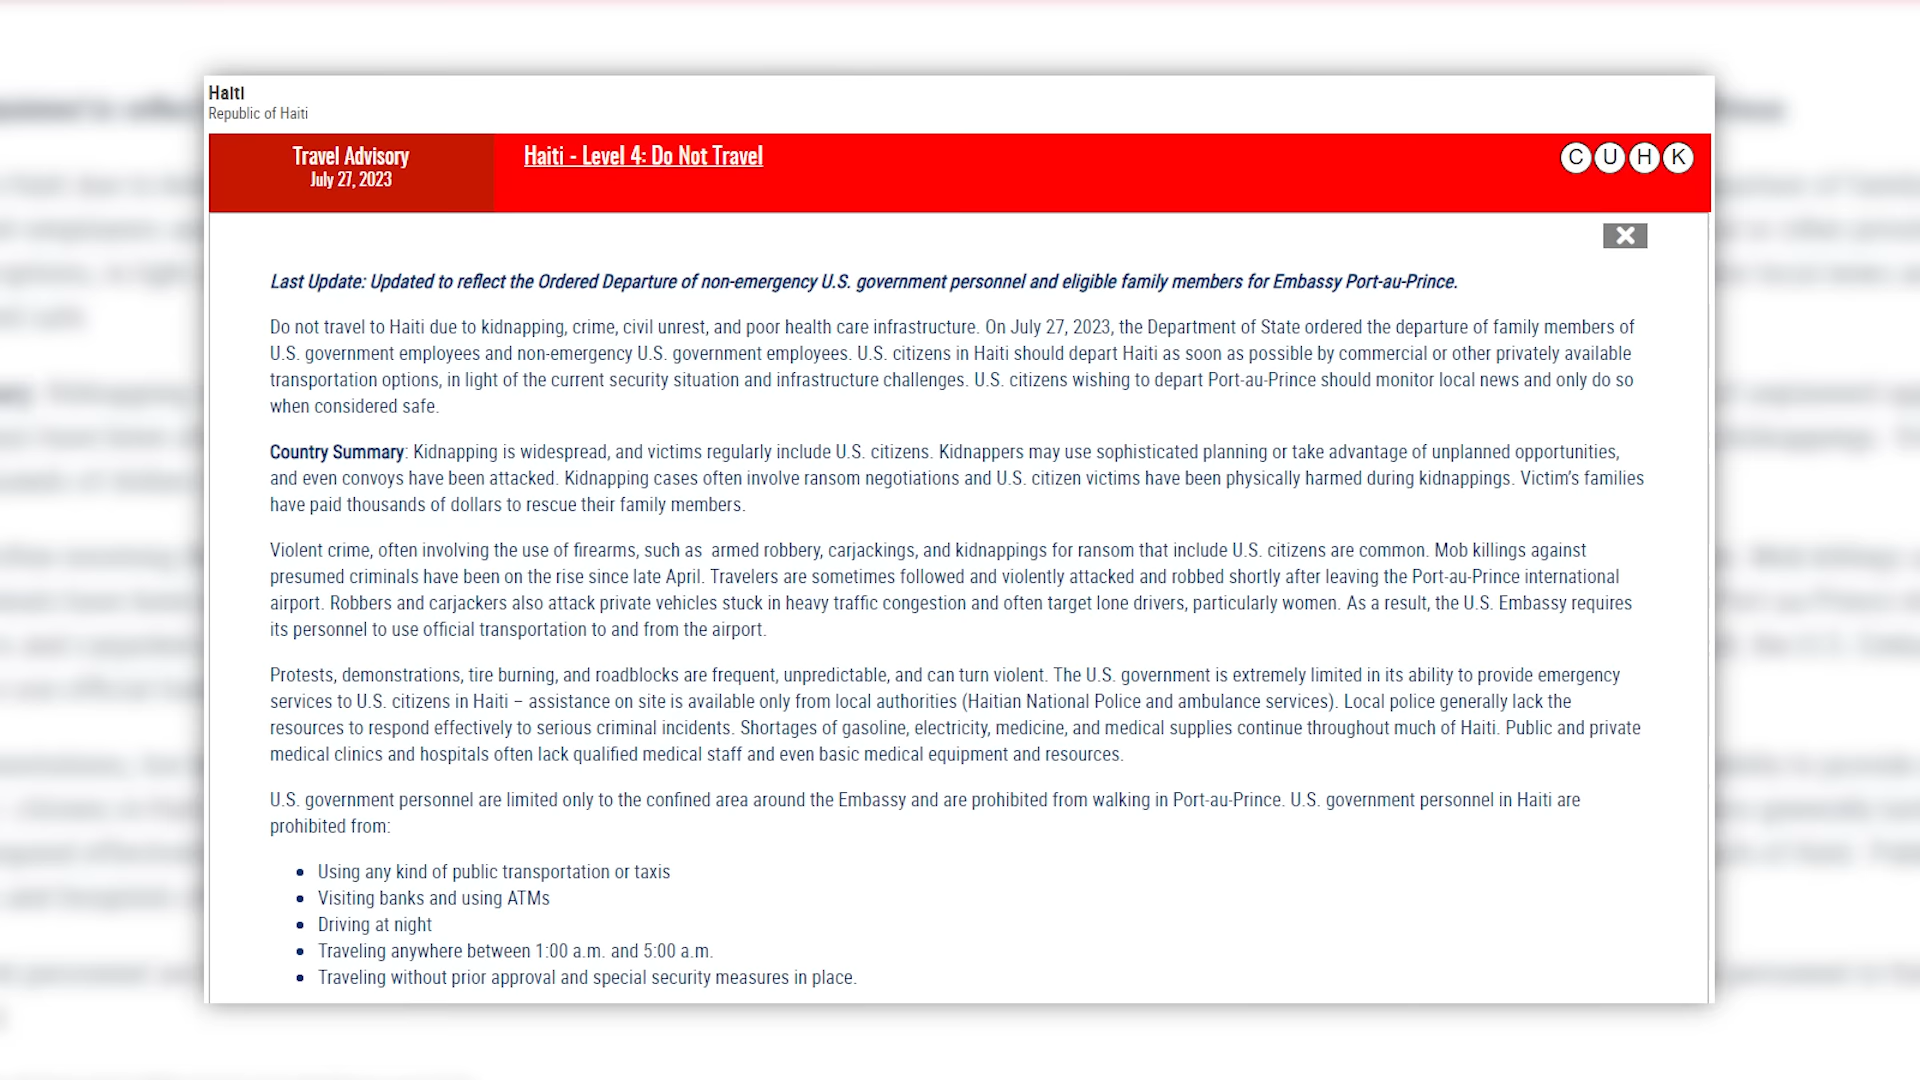 Haiti
Republic of Haiti
Travel Advisory
July 27, 2023
Haiti - Level 4: Do Not Travel
C U H K
Last Update: Updated to reflect the Ordered Departure of non-emergency U.S. government personnel and eligible family members for Embassy Port-au-Prince.
Do not travel to Haiti due to kidnapping, crime, civil unrest, and poor health care infrastructure. On July 27, 2023, the Department of State ordered the departure of family members of
U.S. government employees and non-emergency U.S. government employees. U.S. citizens in Haiti should depart Haiti as soon as possible by commercial or other privately available
transportation options, in light of the current security situation and infrastructure challenges. U.S. citizens wishing to depart Port-au-Prince should monitor local news and only do so
when considered safe.
Country Summary: Kidnapping is widespread, and victims regularly include U.S. citizens. Kidnappers may use sophisticated planning or take advantage of unplanned opportunities,
and even convoys have been attacked. Kidnapping cases often involve ransom negotiations and U.S. citizen victims have been physically harmed during kidnappings. Victim's families
have paid thousands of dollars to rescue their family members.
Violent crime, often involving the use of firearms, such as armed robbery, carjackings, and kidnappings for ransom that include U.S. citizens are common. Mob killings against
presumed criminals have been on the rise since late April. Travelers are sometimes followed and violently attacked and robbed shortly after leaving the Port-au-Prince international
airport. Robbers and carjackers also attack private vehicles stuck in heavy traffic congestion and often target lone drivers, particularly women. As a result, the U.S. Embassy requires
its personnel to use official transportation to and from the airport.
Protests, demonstrations, tire burning, and roadblocks are frequent, unpredictable, and can turn violent. The U.S. government is extremely limited in its ability to provide emergency
services to U.S. citizens in Haiti – assistance on site is available only from local authorities (Haitian National Police and ambulance services). Local police generally lack the
resources to respond effectively to serious criminal incidents. Shortages of gasoline, electricity, medicine, and medical supplies continue throughout much of Haiti. Public and private
medical clinics and hospitals often lack qualified medical staff and even basic medical equipment and resources.
U.S. government personnel are limited only to the confined area around the Embassy and are prohibited from walking in Port-au-Prince. U.S. government personnel in Haiti are
prohibited from:
• Using any kind of public transportation or taxis
• Visiting banks and using ATMs
• Driving at night
• Traveling anywhere between 1:00 a.m. and 5:00 a.m.
• Traveling without prior approval and special security measures in place.